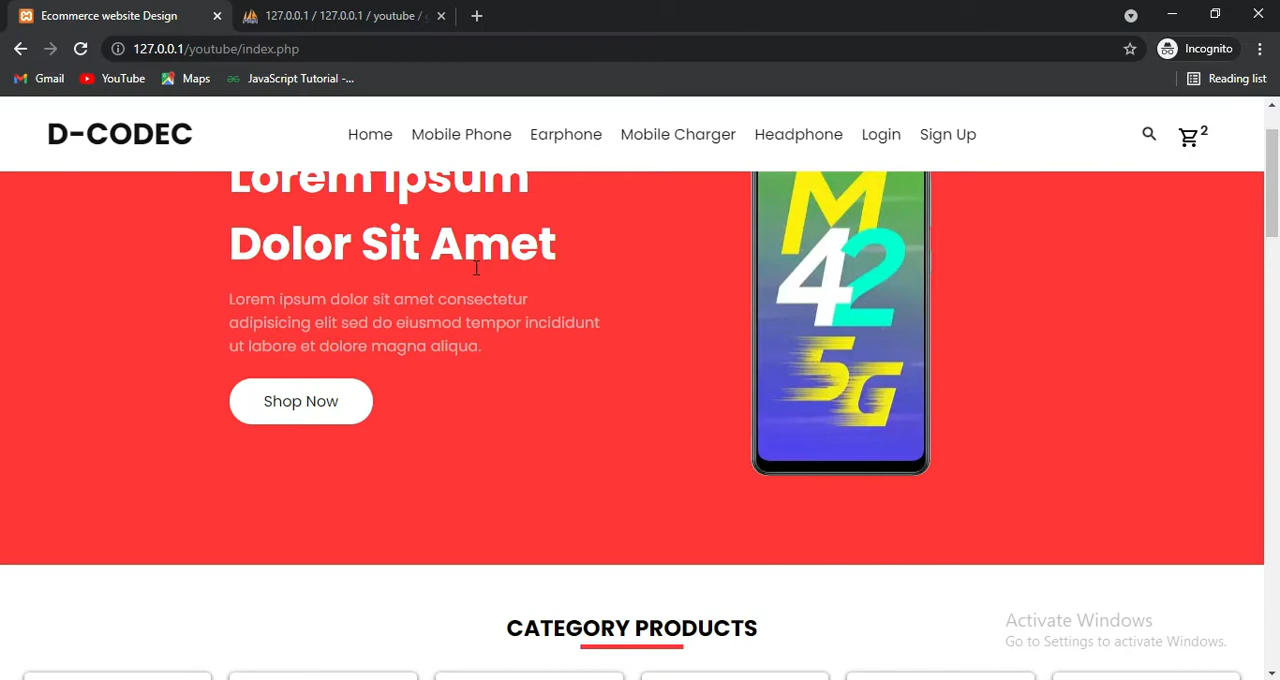 Ecommerce website Design
127.0.0.1 / 127.0.0.1 / youtube /
127.0.0.1/youtube/index.php
Incognito
Gmail
YouTube
Maps
JavaScript Tutorial -...
Reading list
D-CODEC
Home
Mobile Phone
Earphone
Mobile Charger
Headphone
Login
Sign Up
2
Lorem Ipsum
Dolor Sit Amet
Lorem ipsum dolor sit amet consectetur
adipisicing elit sed do eiusmod tempor incididunt
ut labore et dolore magna aliqua.
Shop Now
M
42
5G
CATEGORY PRODUCTS
Activate Windows
Go to Settings to activate Windows.